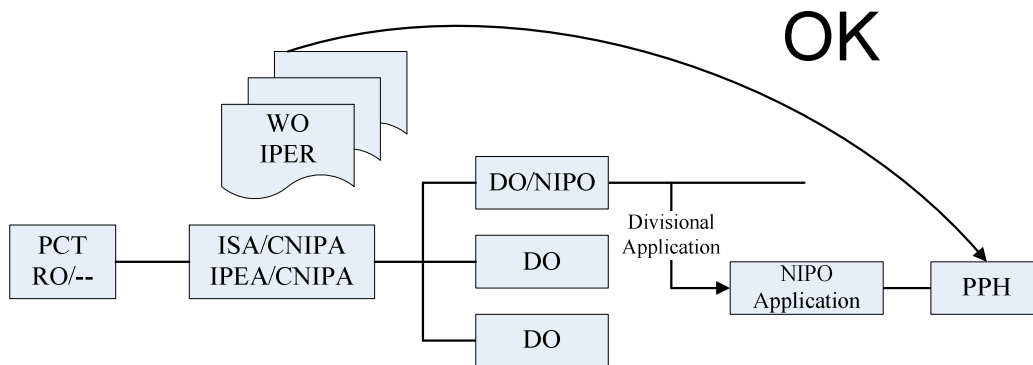 OK
WO
IPER
DO/NIPO
Divisional
Application
PCT
RO/--
ISA/CNIPA
IPEA/CNIPA
DO
NIPO
Application
PPH
DO